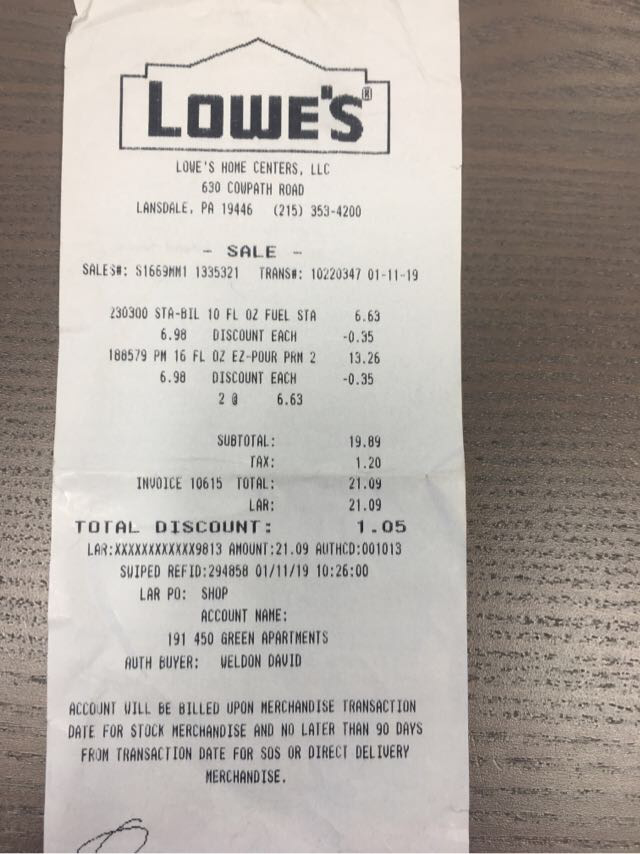 LOWE'S®
LOWE'S HOME CENTERS, LLC
630 COWPATH ROAD
LANSDALE, PA 19446 (215) 353-4200
- SALE -
SALES#: S1669MM1 1335321 TRANS#: 10220347 01-11-19
230300 STA-BIL 10 FL OZ FUEL STA 6.63
6.98 DISCOUNT EACH -0.35
188579 PM 16 FL OZ EZ-POUR PRM 2 13.26
6.98 DISCOUNT EACH -0.35
2 @ 6.63
SUBTOTAL: 19.89
TAX: 1.20
INVOICE 10615 TOTAL: 21.09
LAR: 21.09
TOTAL DISCOUNT: 1.05
LAR:XXXXXXXXXXXX9813 AMOUNT:21.09 AUTHCD:001013
SWIPED REFID:294858 01/11/19 10:26:00
LAR PO: SHOP
ACCOUNT NAME:
191 450 GREEN APARTMENTS
AUTH BUYER: WELDON DAVID
ACCOUNT WILL BE BILLED UPON MERCHANDISE TRANSACTION
DATE FOR STOCK MERCHANDISE AND NO LATER THAN 90 DAYS
FROM TRANSACTION DATE FOR SOS OR DIRECT DELIVERY
MERCHANDISE.